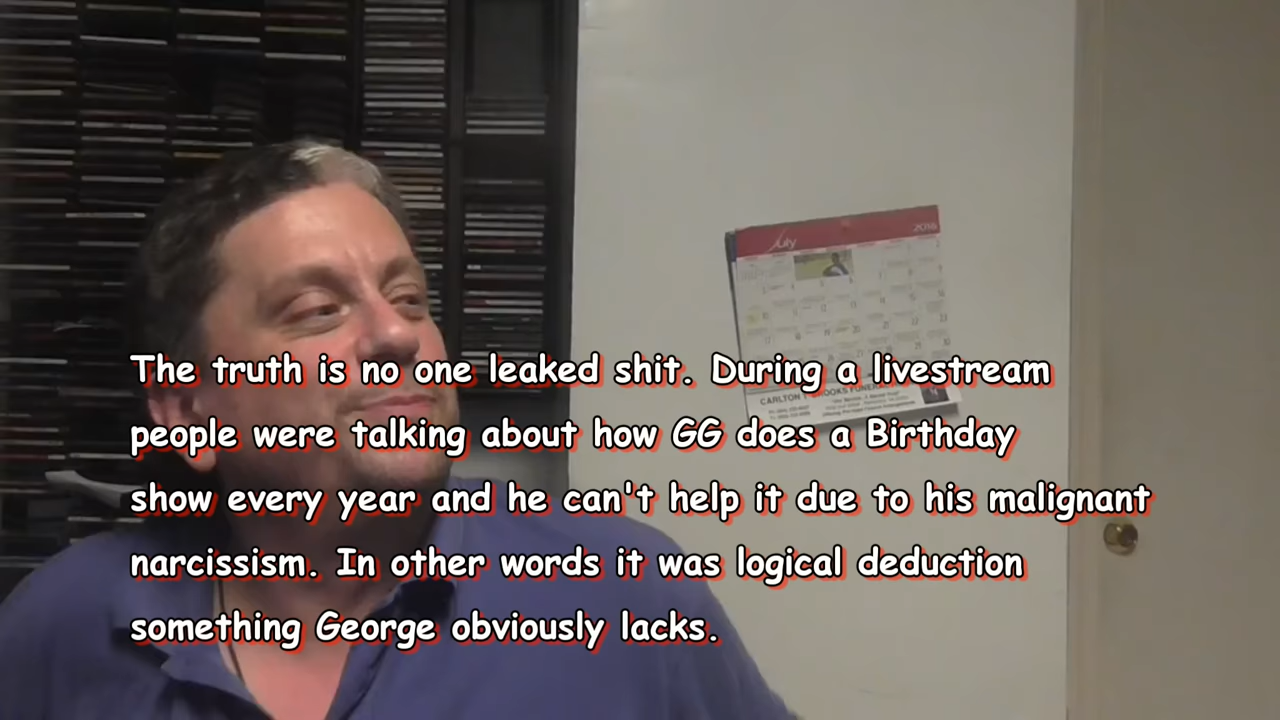 July 2016
The truth is no one leaked shit. During a livestream
people were talking about how GG does a Birthday
show every year and he can't help it due to his malignant
narcissism. In other words it was logical deduction
something George obviously lacks.